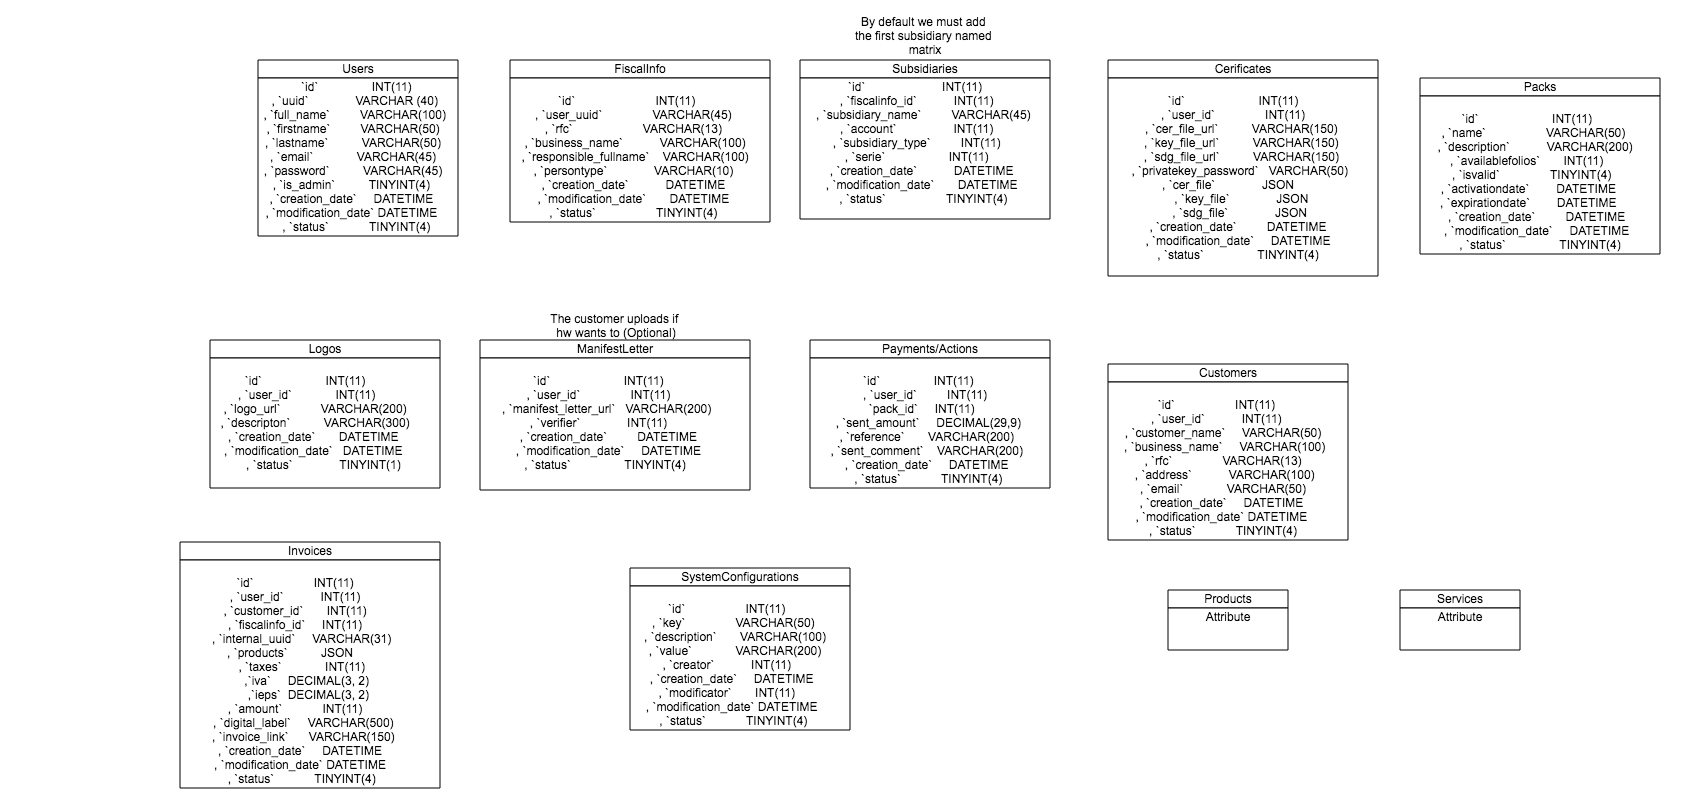 By default we must add
the first subsidiary named
matrix
Users
`id` INT(11)
, `uuid` VARCHAR (40)
, `full_name` VARCHAR(100)
, `firstname` VARCHAR(50)
, `lastname` VARCHAR(50)
, `email` VARCHAR(45)
, `password` VARCHAR(45)
, `is_admin` TINYINT(4)
, `creation_date` DATETIME
, `modification_date` DATETIME
, `status` TINYINT(4)
FiscalInfo
`id` INT(11)
, `user_uuid` VARCHAR(45)
, `rfc` VARCHAR(13)
, `business_name` VARCHAR(100)
, `responsible_fullname` VARCHAR(100)
, `persontype` VARCHAR(10)
, `creation_date` DATETIME
, `modification_date` DATETIME
, `status` TINYINT(4)
Subsidiaries
`id` INT(11)
, `fiscalinfo_id` INT(11)
, `subsidiary_name` VARCHAR(45)
, `account` INT(11)
, `subsidiary_type` INT(11)
, `serie` INT(11)
, `creation_date` DATETIME
, `modification_date` DATETIME
, `status` TINYINT(4)
Cerificates
`id` INT(11)
, `user_id` INT(11)
, `cer_file_url` VARCHAR(150)
, `key_file_url` VARCHAR(150)
, `sdg_file_url` VARCHAR(150)
, `privatekey_password` VARCHAR(50)
, `cer_file` JSON
, `key_file` JSON
, `sdg_file` JSON
, `creation_date` DATETIME
, `modification_date` DATETIME
, `status` TINYINT(4)
Packs
`id` INT(11)
, `name` VARCHAR(50)
, `description` VARCHAR(200)
, `availablefolios` INT(11)
, `isvalid` TINYINT(4)
, `activationdate` DATETIME
, `expirationdate` DATETIME
, `creation_date` DATETIME
, `modification_date` DATETIME
, `status` TINYINT(4)
Logos
`id` INT(11)
, `user_id` INT(11)
, `logo_url` VARCHAR(200)
, `descripton` VARCHAR(300)
, `creation_date` DATETIME
, `modification_date` DATETIME
, `status` TINYINT(1)
The customer uploads if
hw wants to (Optional)
ManifestLetter
`id` INT(11)
, `user_id` INT(11)
, `manifest_letter_url` VARCHAR(200)
, `verifier` INT(11)
, `creation_date` DATETIME
, `modification_date` DATETIME
, `status` TINYINT(4)
Payments/Actions
`id` INT(11)
, `user_id` INT(11)
`pack_id` INT(11)
, `sent_amount` DECIMAL(29,9)
, `reference` VARCHAR(200)
, `sent_comment` VARCHAR(200)
, `creation_date` DATETIME
, `status` TINYINT(4)
Customers
`id` INT(11)
, `user_id` INT(11)
, `customer_name` VARCHAR(50)
, `business_name` VARCHAR(100)
, `rfc` VARCHAR(13)
, `address` VARCHAR(100)
, `email` VARCHAR(50)
, `creation_date` DATETIME
, `modification_date` DATETIME
, `status` TINYINT(4)
Invoices
`id` INT(11)
, `user_id` INT(11)
, `customer_id` INT(11)
, `fiscalinfo_id` INT(11)
, `internal_uuid` VARCHAR(31)
, `products` JSON
, `taxes` INT(11)
,`iva` DECIMAL(3, 2)
,`ieps` DECIMAL(3, 2)
, `amount` INT(11)
, `digital_label` VARCHAR(500)
, `invoice_link` VARCHAR(150)
, `creation_date` DATETIME
, `modification_date` DATETIME
, `status` TINYINT(4)
SystemConfigurations
`id` INT(11)
, `key` VARCHAR(50)
, `description` VARCHAR(100)
, `value` VARCHAR(200)
, `creator` INT(11)
, `creation_date` DATETIME
, `modificator` INT(11)
, `modification_date` DATETIME
, `status` TINYINT(4)
Products
Attribute
Services
Attribute